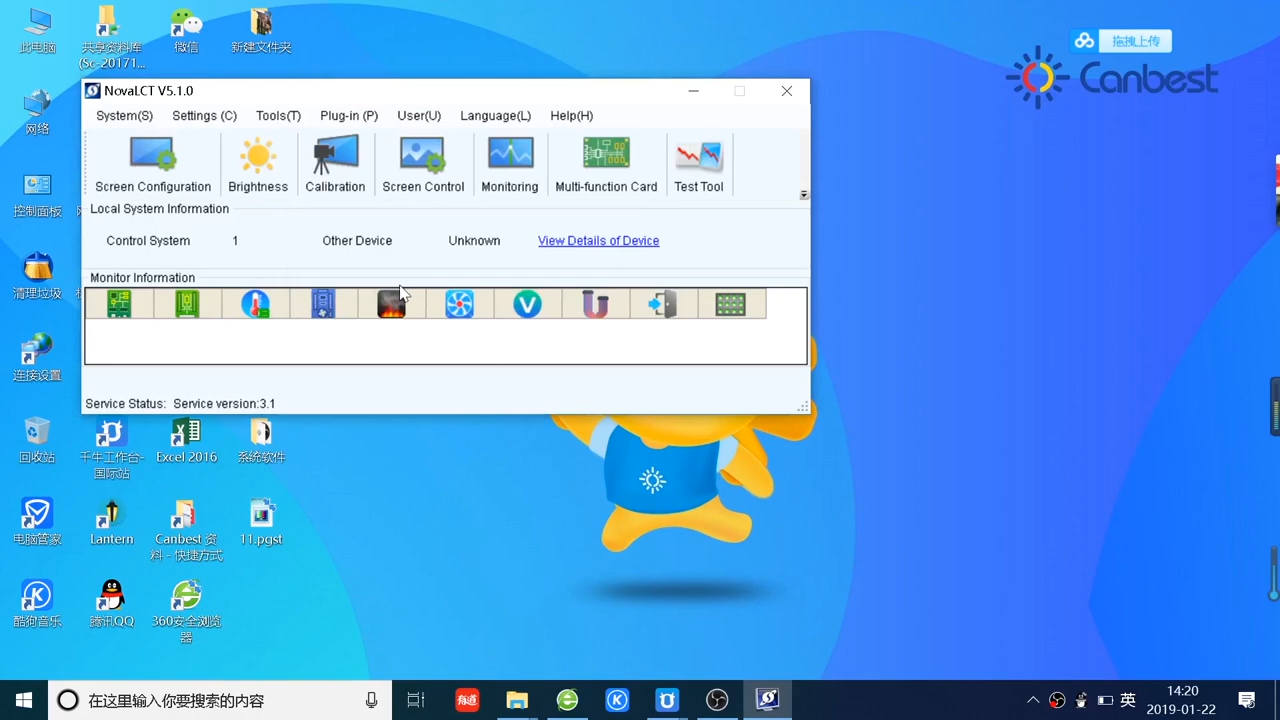 此电脑
共享资料库
(Sc-20171...
微信
新建文件夹
拖拽上传
Canbest
网络
控制面板
清理垃圾
连接设置
NovaLCT V5.1.0
System(S)
Settings (C)
Tools(T)
Plug-in (P)
User(U)
Language(L)
Help(H)
Screen Configuration
Brightness
Calibration
Screen Control
Monitoring
Multi-function Card
Test Tool
Local System Information
Control System
1
Other Device
Unknown
View Details of Device
Monitor Information
Service Status: Service version:3.1
回收站
千牛工作台-
国际站
Excel 2016
系统软件
电脑管家
Lantern
Canbest 资
料 - 快捷方式
11.pgst
酷狗音乐
腾讯QQ
360安全浏览
器
在这里输入你要搜索的内容
英
14:20
2019-01-22